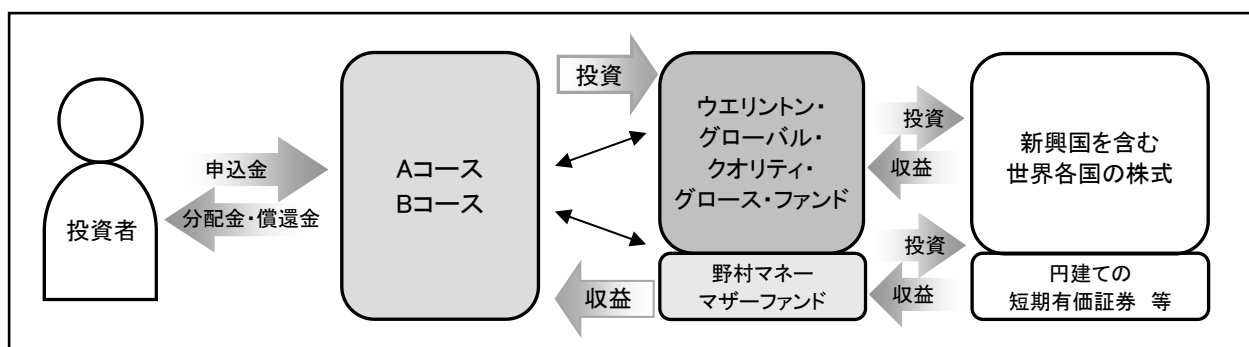 投資者
申込金
分配金・償還金
Aコース
Bコース
投資
収益
ウエリントン・
グローバル・
クオリティ・
グロース・ファンド
野村マネー
マザーファンド
投資
収益
投資
収益
新興国を含む
世界各国の株式
円建ての
短期有価証券 等